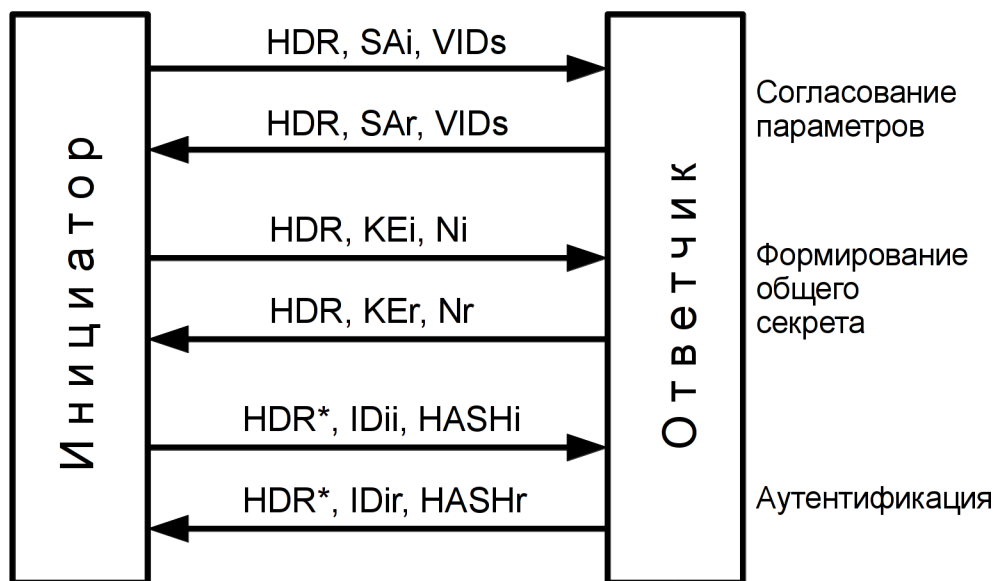 Инициатор
HDR, SAi, VIDs
HDR, SAr, VIDs
HDR, KEi, Ni
HDR, KEr, Nr
HDR*, IDii, HASHi
HDR*, IDir, HASHr
Ответчик
Согласование
параметров
Формирование
общего
секрета
Аутентификация